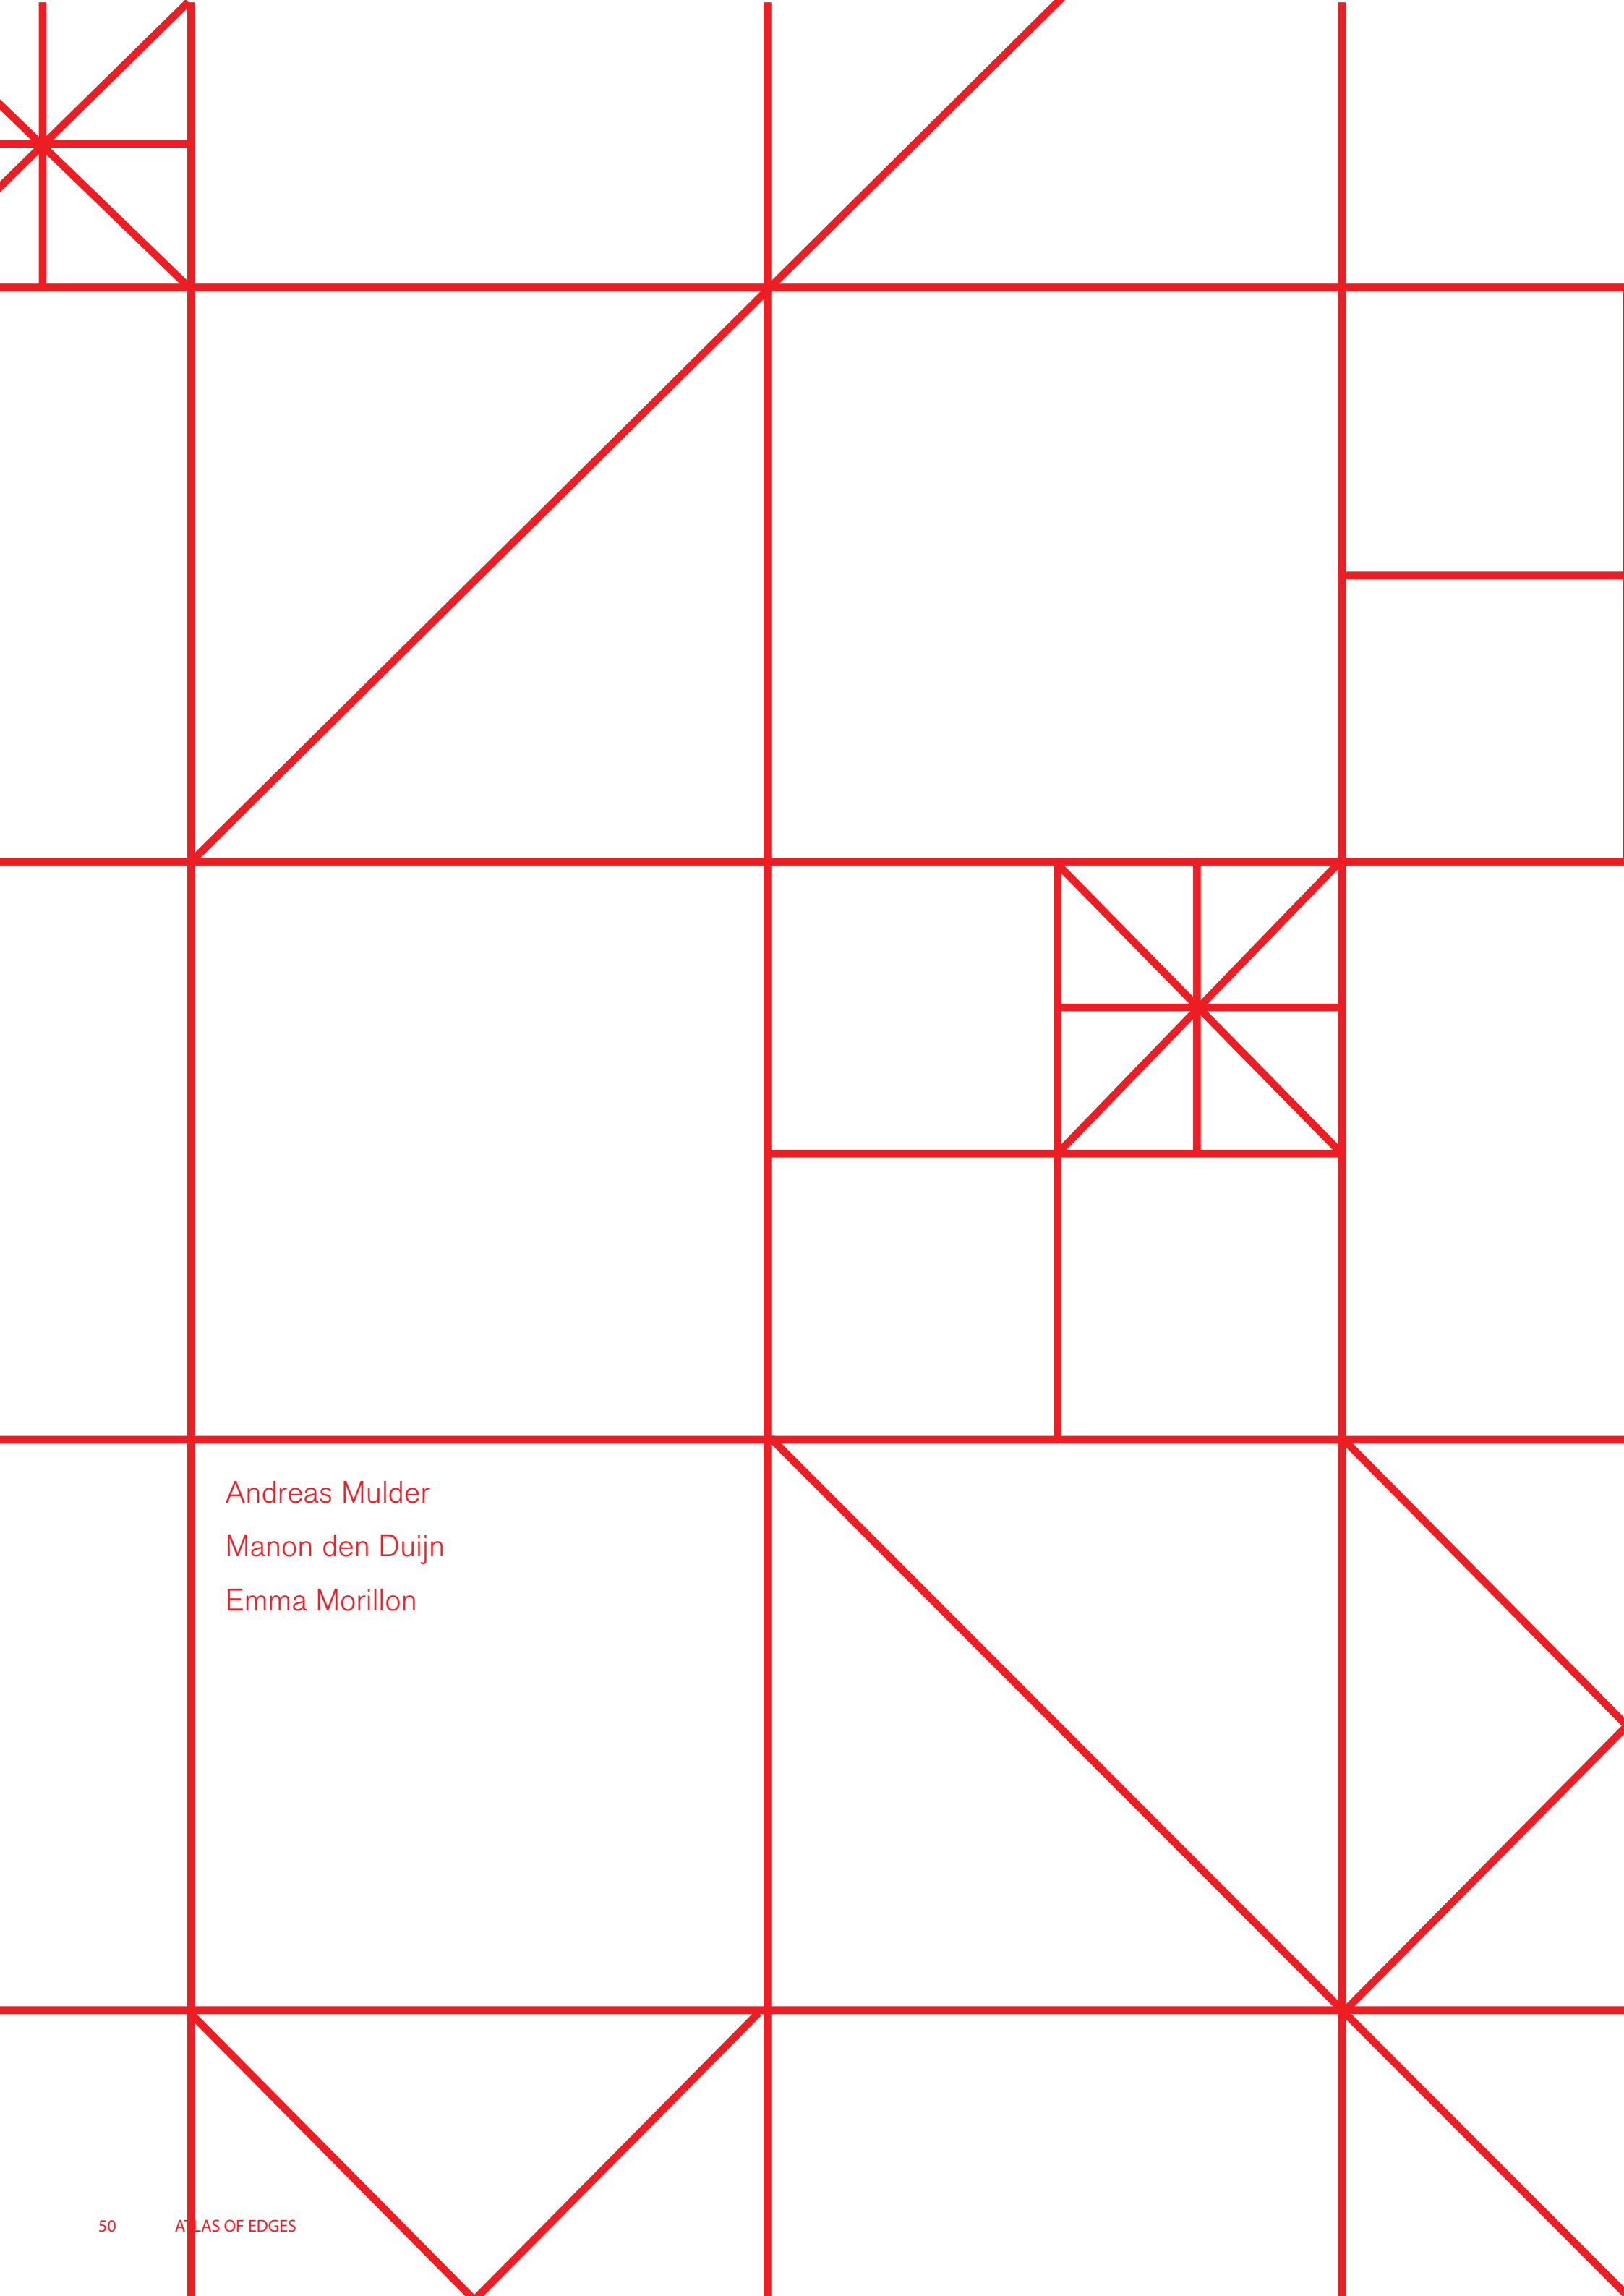 Andreas Mulder
Manon den Duijn
Emma Morillon
50 ATLAS OF EDGES